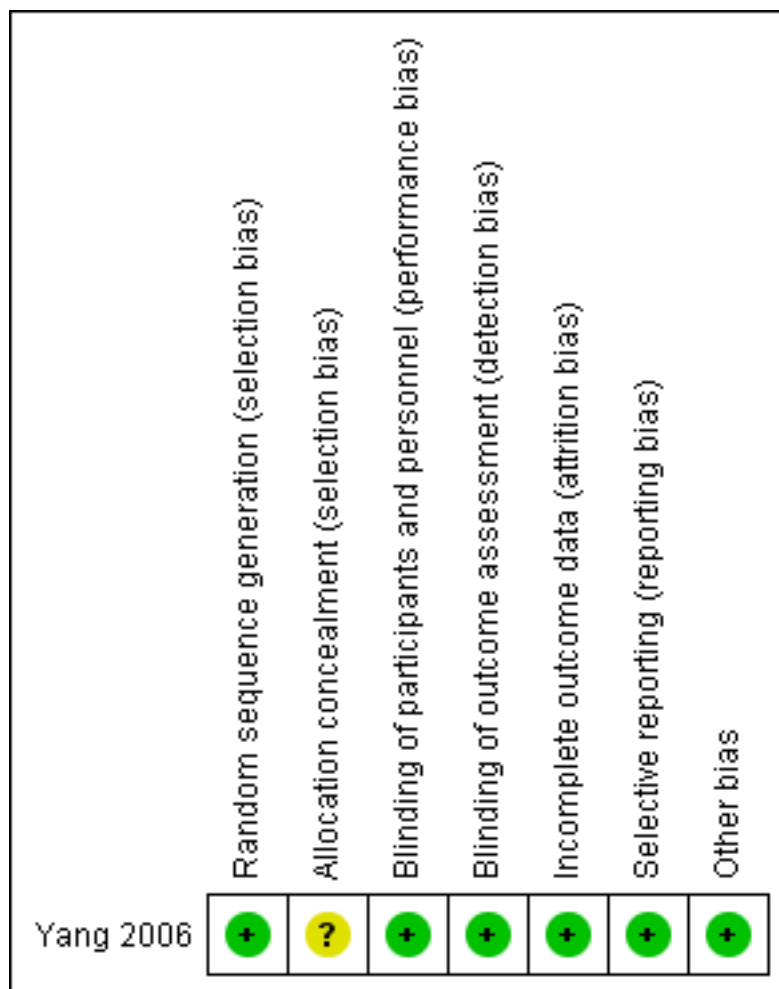 Random sequence generation (selection bias)
Allocation concealment (selection bias)
Blinding of participants and personnel (performance bias)
Blinding of outcome assessment (detection bias)
Incomplete outcome data (attrition bias)
Selective reporting (reporting bias)
Other bias
Yang 2006 + ? + + + + +